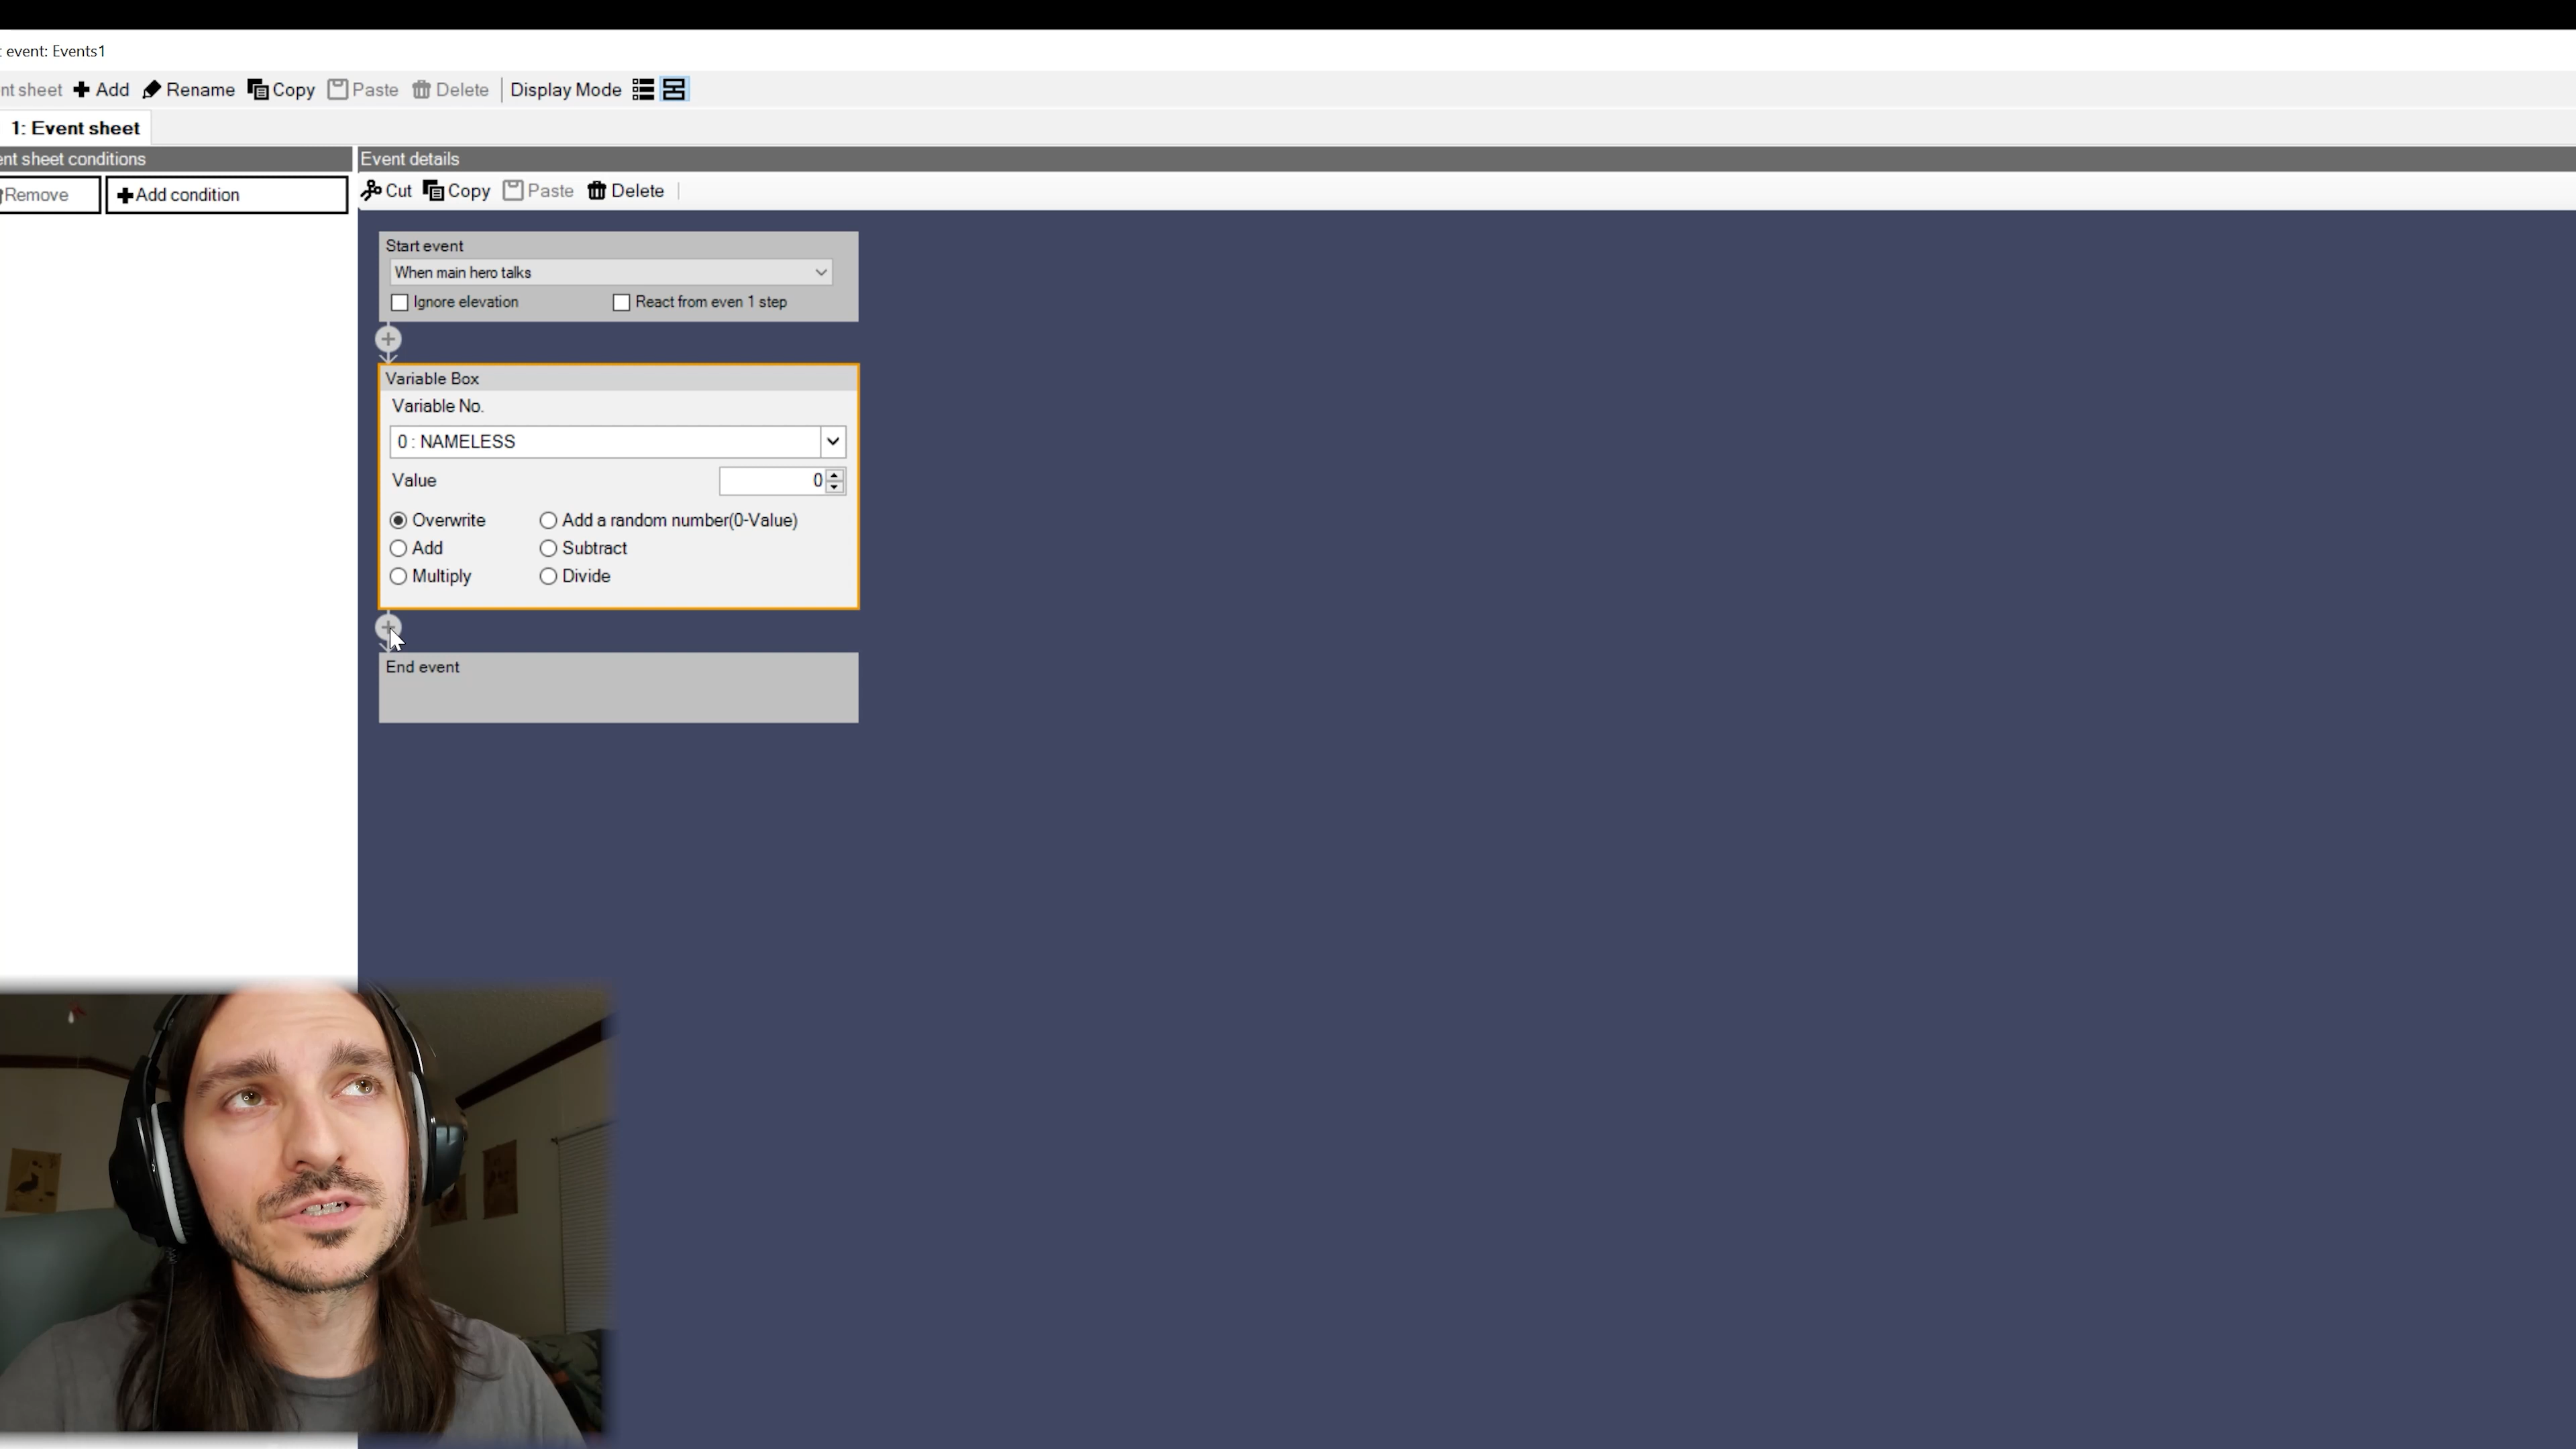 event: Events1
nt sheet Add Rename Copy Paste Delete Display Mode
1: Event sheet
ent sheet conditions
Event details
Remove Add condition
Cut Copy Paste Delete
Start event
When main hero talks
Ignore elevation React from even 1 step
Variable Box
Variable No.
0 : NAMELESS
Value 0
Overwrite Add a random number(0-Value)
Add Subtract
Multiply Divide
End event